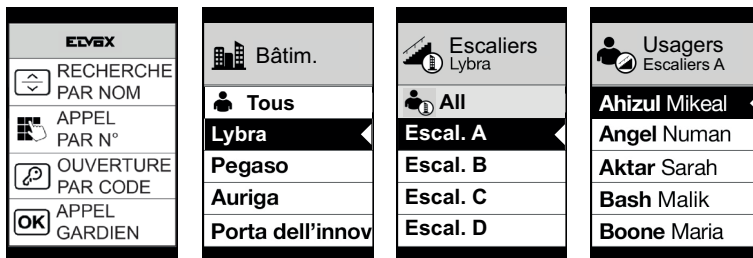 ELVOX
RECHERCHE
PAR NOM
APPEL
PAR N°
OUVERTURE
PAR CODE
OK
APPEL
GARDIEN
Bâtim.
Tous
Lybra
Pegaso
Auriga
Porta dell'innov
Escaliers
Lybra
All
Escal. A
Escal. B
Escal. C
Escal. D
Usagers
Escaliers A
Ahizul Mikeal
Angel Numan
Aktar Sarah
Bash Malik
Boone Maria